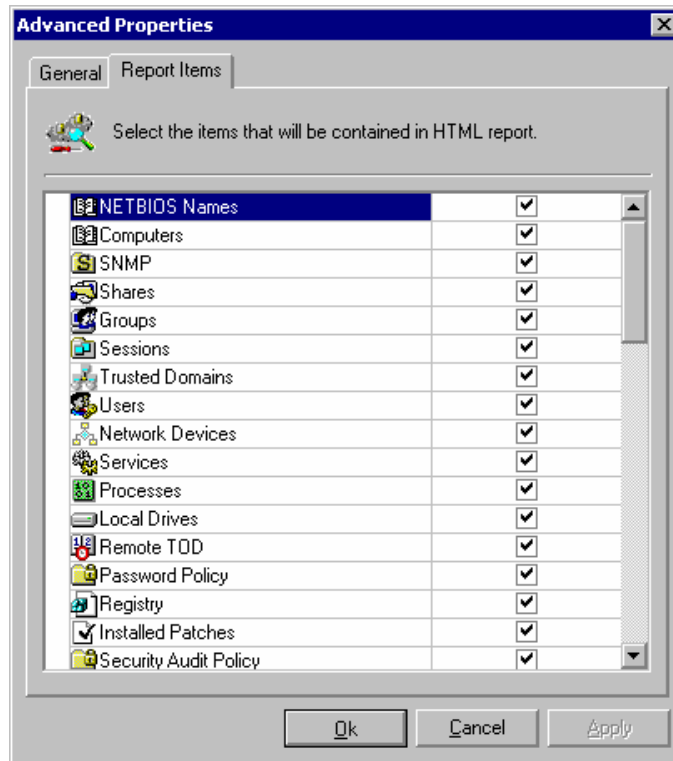 Advanced Properties
General
Report Items
Select the items that will be contained in HTML report.
NETBIOS Names
Computers
SNMP
Shares
Groups
Sessions
Trusted Domains
Users
Network Devices
Services
Processes
Local Drives
Remote TOD
Password Policy
Registry
Installed Patches
Security Audit Policy
Ok
Cancel
Apply